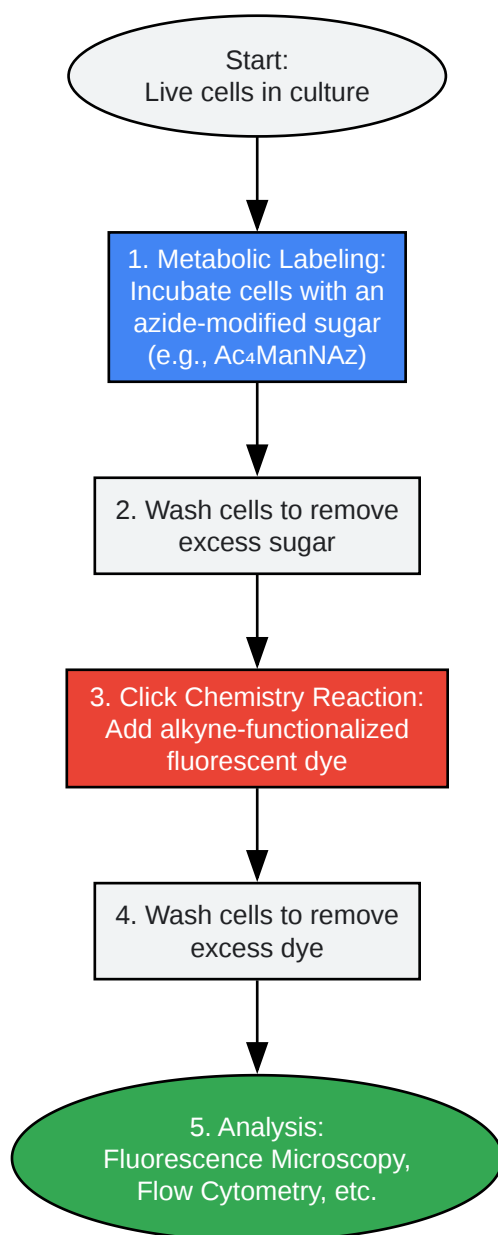 Start:
Live cells in culture
1. Metabolic Labeling:
Incubate cells with an
azide-modified sugar
(e.g., Ac₄ManNAz)
2. Wash cells to remove
excess sugar
3. Click Chemistry Reaction:
Add alkyne-functionalized
fluorescent dye
4. Wash cells to remove
excess dye
5. Analysis:
Fluorescence Microscopy,
Flow Cytometry, etc.